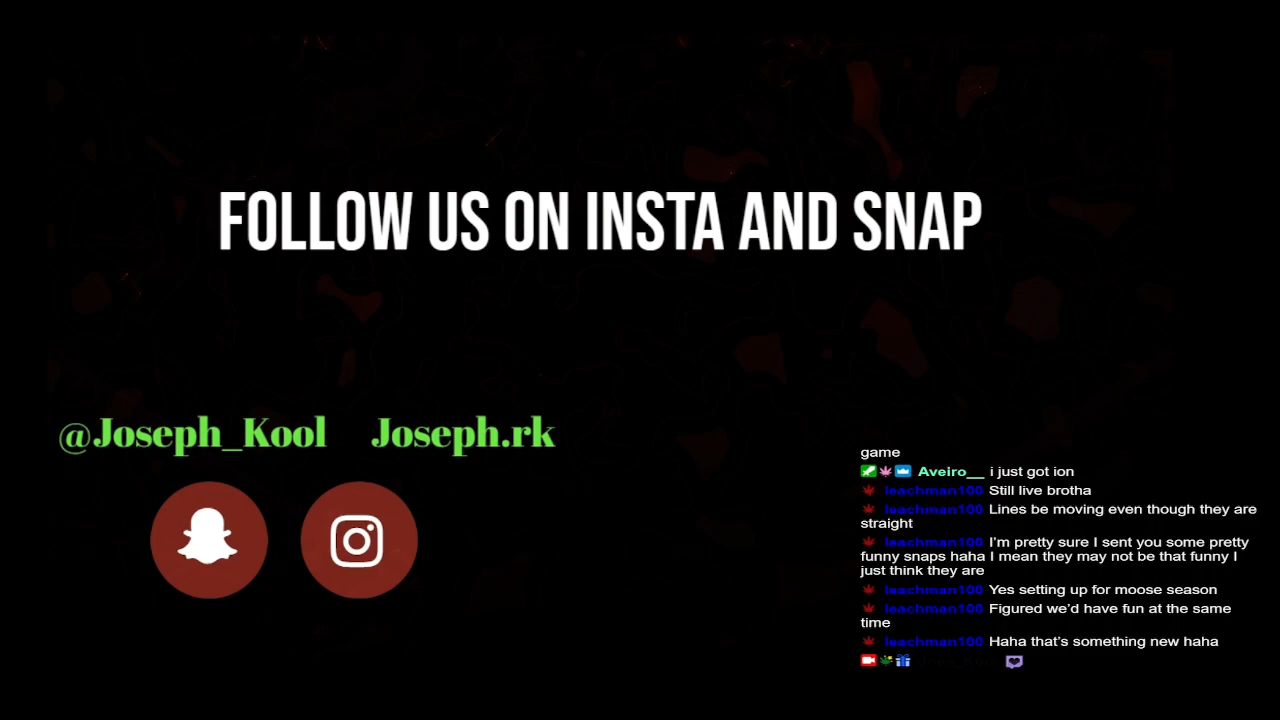 FOLLOW US ON INSTA AND SNAP
@Joseph_Kool Joseph.rk
game
Aveiro__ i just got ion
leachman100 Still live brotha
leachman100 Lines be moving even though they are
straight
leachman100 I'm pretty sure I sent you some pretty
funny snaps haha I mean they may not be that funny I
just think they are
leachman100 Yes setting up for moose season
leachman100 Figured we'd have fun at the same
time
leachman100 Haha that's something new haha